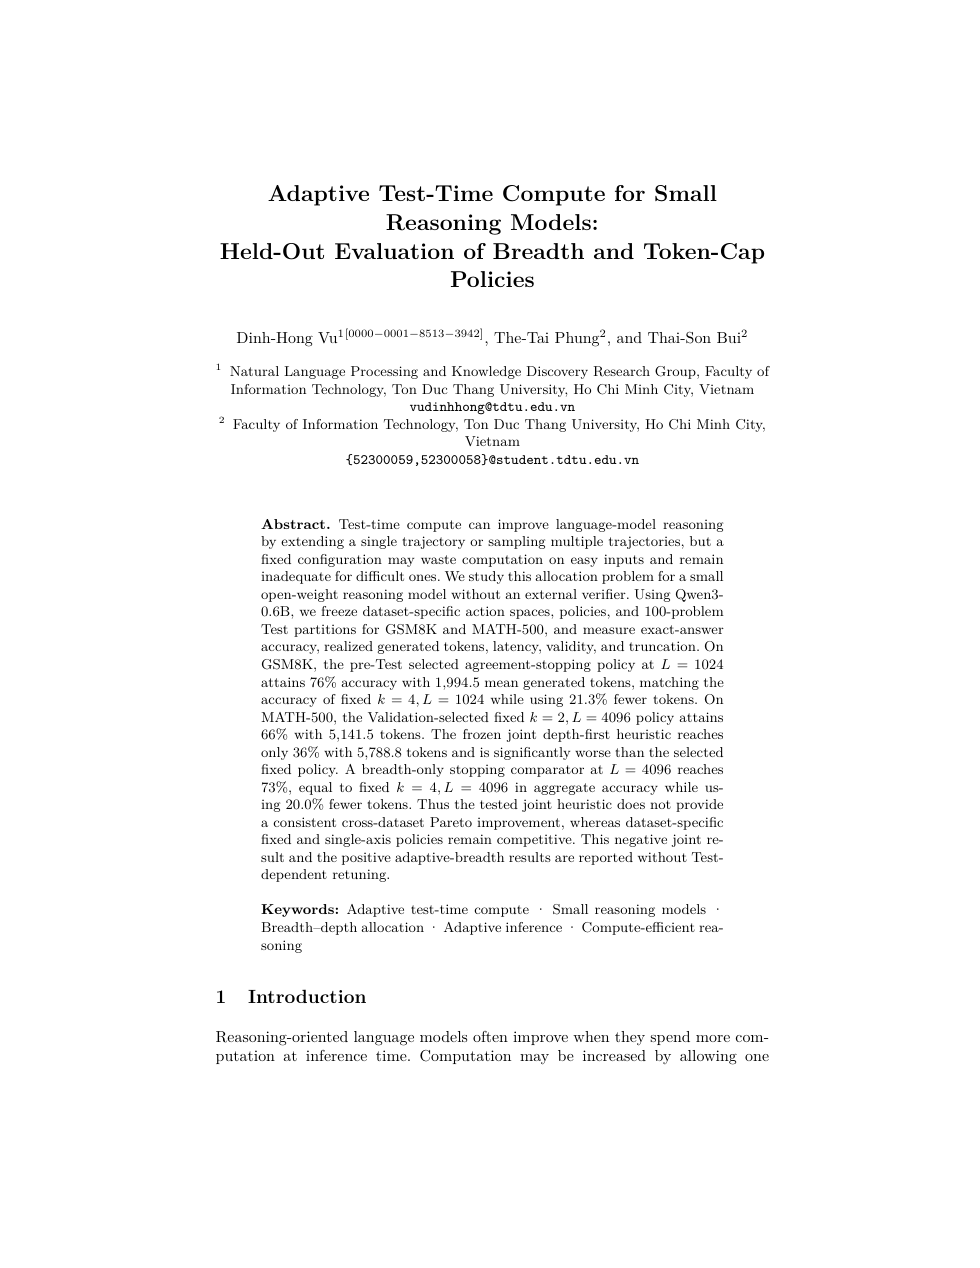 Adaptive Test-Time Compute for Small
Reasoning Models:
Held-Out Evaluation of Breadth and Token-Cap
Policies
Dinh-Hong Vu1[0000−0001−8513−3942], The-Tai Phung2, and Thai-Son Bui2
1 Natural Language Processing and Knowledge Discovery Research Group, Faculty of
Information Technology, Ton Duc Thang University, Ho Chi Minh City, Vietnam
vudinhhong@tdtu.edu.vn
2 Faculty of Information Technology, Ton Duc Thang University, Ho Chi Minh City,
Vietnam
{52300059,52300058}@student.tdtu.edu.vn
Abstract. Test-time compute can improve language-model reasoning
by extending a single trajectory or sampling multiple trajectories, but a
fixed configuration may waste computation on easy inputs and remain
inadequate for difficult ones. We study this allocation problem for a small
open-weight reasoning model without an external verifier. Using Qwen3-
0.6B, we freeze dataset-specific action spaces, policies, and 100-problem
Test partitions for GSM8K and MATH-500, and measure exact-answer
accuracy, realized generated tokens, latency, validity, and truncation. On
GSM8K, the pre-Test selected agreement-stopping policy at L = 1024
attains 76% accuracy with 1,994.5 mean generated tokens, matching the
accuracy of fixed k = 4, L = 1024 while using 21.3% fewer tokens. On
MATH-500, the Validation-selected fixed k = 2, L = 4096 policy attains
66% with 5,141.5 tokens. The frozen joint depth-first heuristic reaches
only 36% with 5,788.8 tokens and is significantly worse than the selected
fixed policy. A breadth-only stopping comparator at L = 4096 reaches
73%, equal to fixed k = 4, L = 4096 in aggregate accuracy while us-
ing 20.0% fewer tokens. Thus the tested joint heuristic does not provide
a consistent cross-dataset Pareto improvement, whereas dataset-specific
fixed and single-axis policies remain competitive. This negative joint re-
sult and the positive adaptive-breadth results are reported without Test-
dependent retuning.
Keywords: Adaptive test-time compute · Small reasoning models ·
Breadth–depth allocation · Adaptive inference · Compute-efficient rea-
soning
1 Introduction
Reasoning-oriented language models often improve when they spend more com-
putation at inference time. Computation may be increased by allowing one